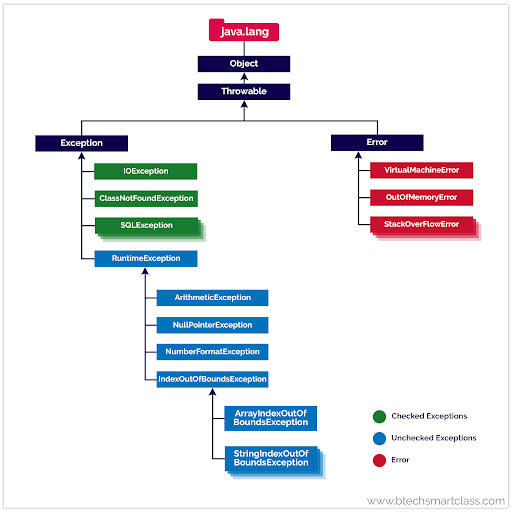 java.lang
Object
Throwable
Exception
Error
IOException
VirtualMachineError
ClassNotFoundException
OutOfMemoryError
SQLException
StackOverFlowError
RuntimeException
ArithmeticException
NullPointerException
NumberFormatException
IndexOutOfBoundsException
ArrayIndexOutOf
BoundsException
Checked Exceptions
Unchecked Exceptions
StringIndexOutOf
BoundsException
Error
www.btechsmartclass.com